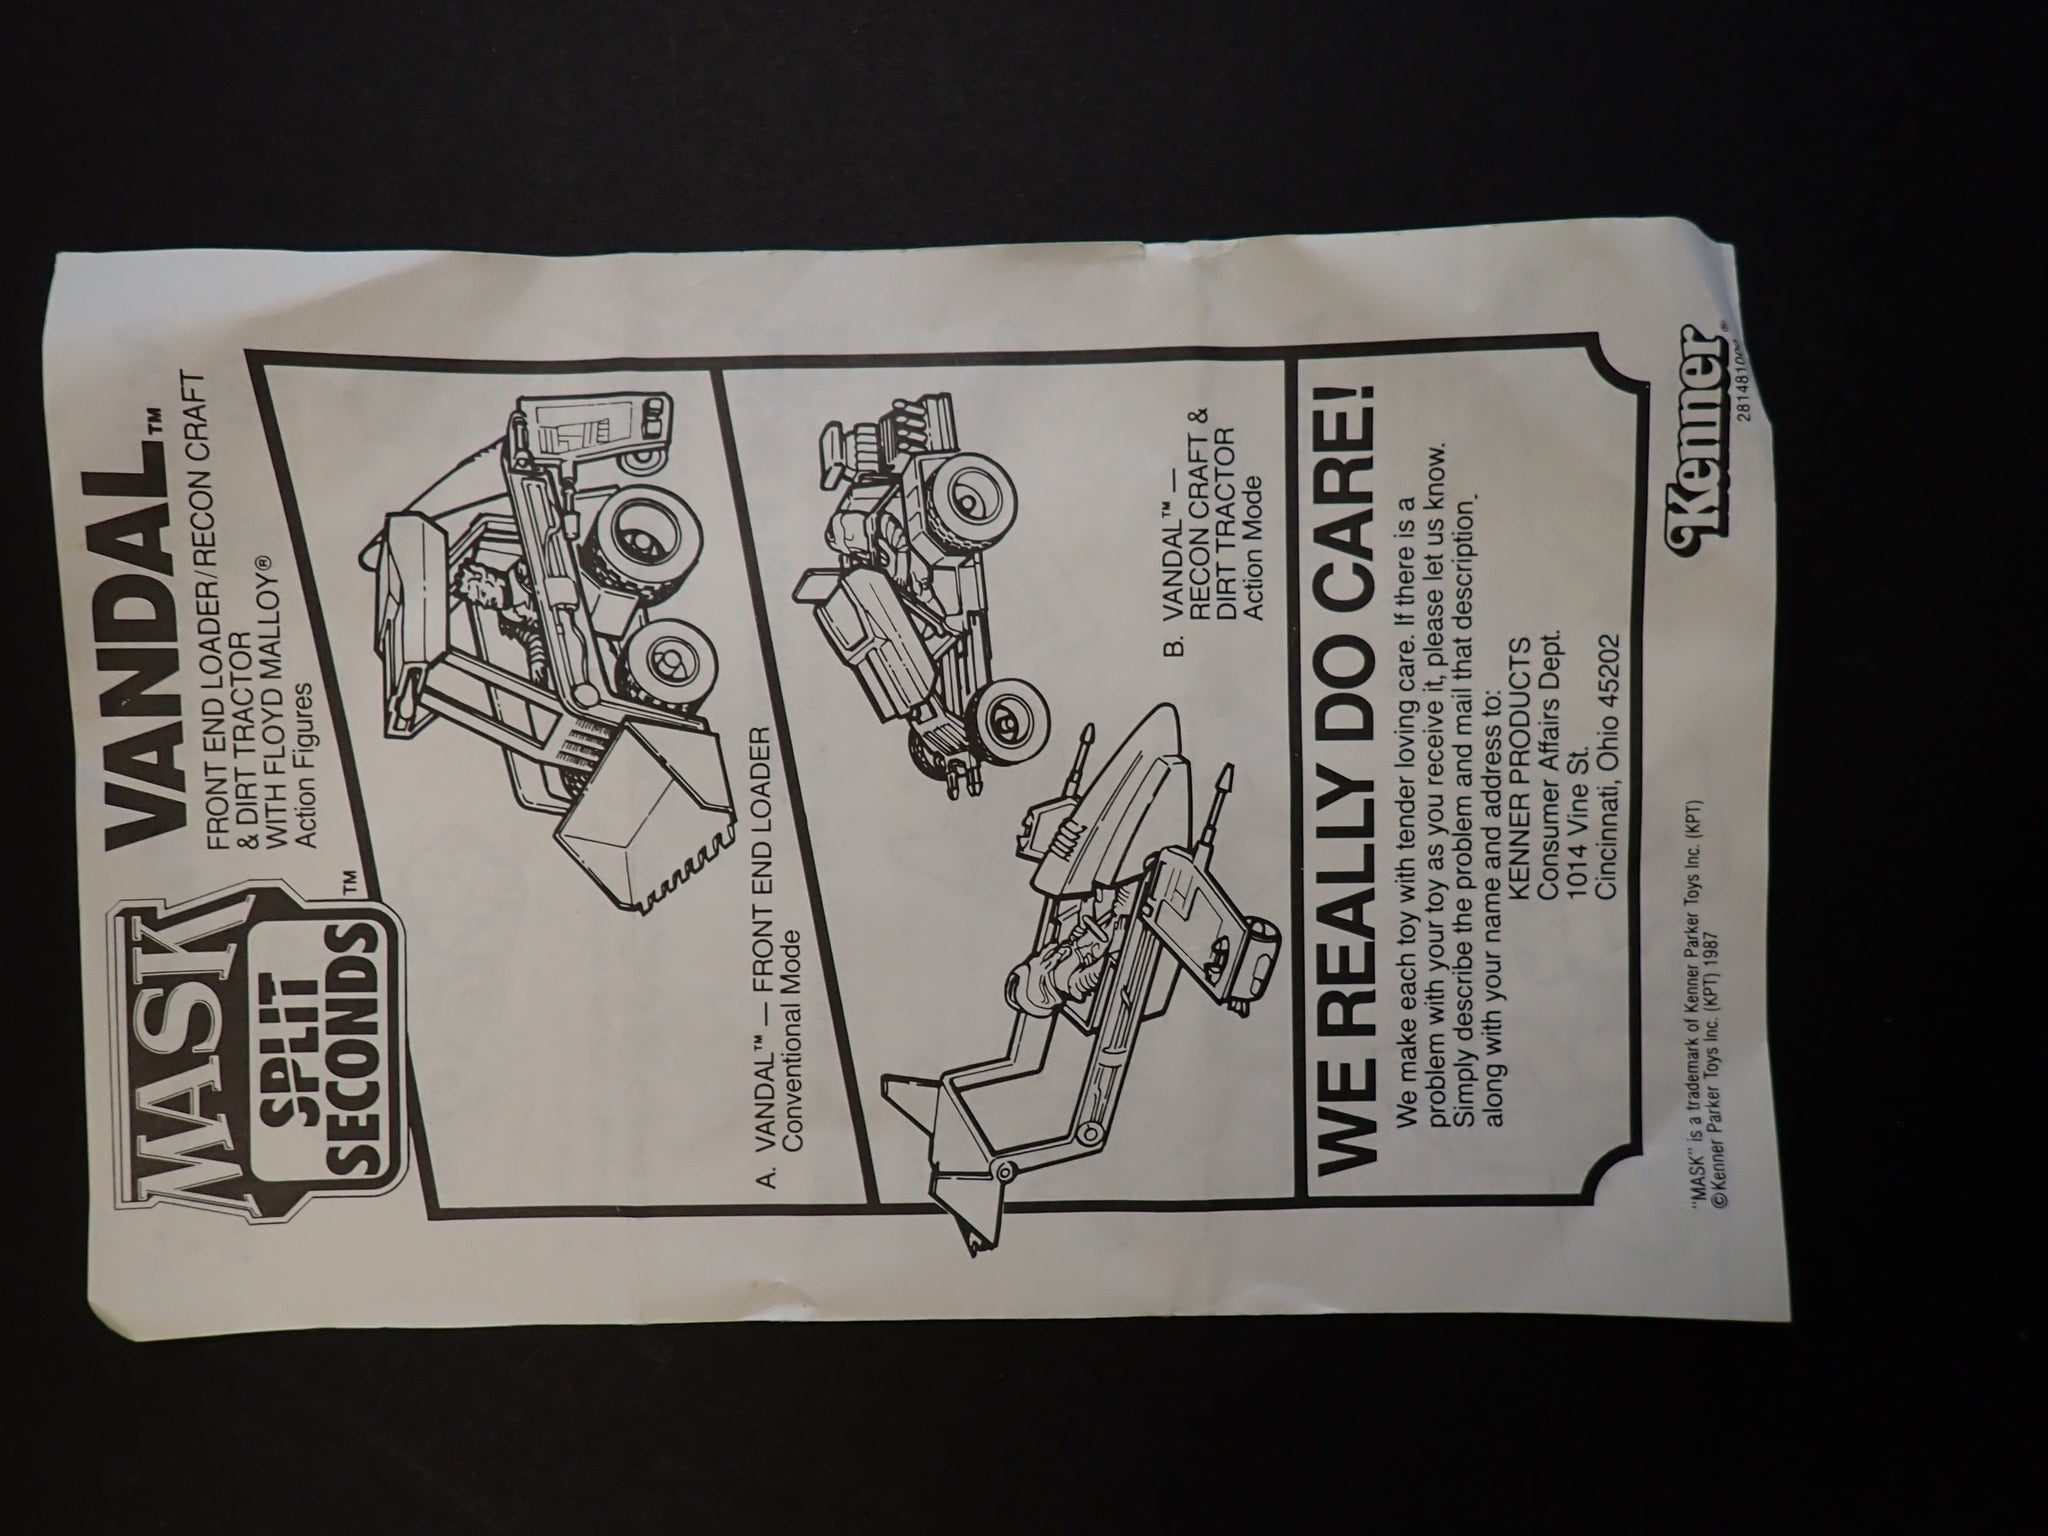 MASK
SPLIT
SECONDS™
VANDAL™
FRONT END LOADER/RECON CRAFT
& DIRT TRACTOR
WITH FLOYD MALLOY®
Action Figures
A. VANDAL™ — FRONT END LOADER
Conventional Mode
B. VANDAL™ —
RECON CRAFT &
DIRT TRACTOR
Action Mode
WE REALLY DO CARE!
We make each toy with tender loving care. If there is a
problem with your toy as you receive it, please let us know.
Simply describe the problem and mail that description,
along with your name and address to:
KENNER PRODUCTS
Consumer Affairs Dept.
1014 Vine St.
Cincinnati, Ohio 45202
"MASK" is a trademark of Kenner Parker Toys Inc. (KPT)
©Kenner Parker Toys Inc. (KPT) 1987
Kenner®